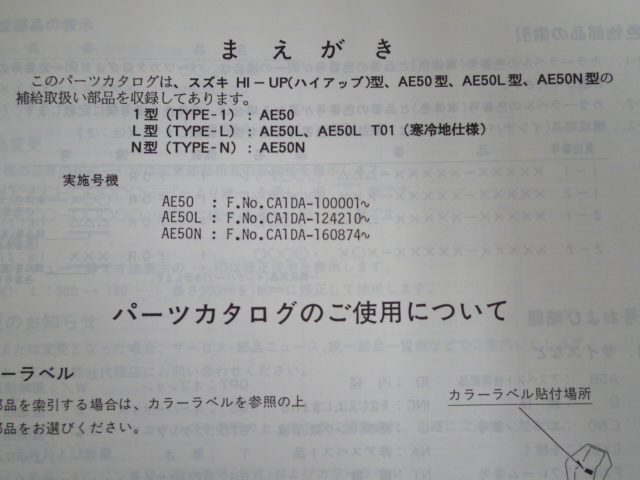 まえがき
このパーツカタログは、スズキ HI－UP(ハイアップ)型、AE50型、AE50L型、AE50N型の
補給取扱い部品を収録してあります。
1型(TYPE-1)：AE50
L型(TYPE-L)：AE50L、AE50L T01(寒冷地仕様)
N型(TYPE-N)：AE50N
実施号機
AE50 : F.No.CA1DA-100001~
AE50L : F.No.CA1DA-124210~
AE50N : F.No.CA1DA-160874~
パーツカタログのご使用について
ーラベル
部品を索引する場合は、カラーラベルを参照の上
部品をお選びください。
カラーラベル貼付場所